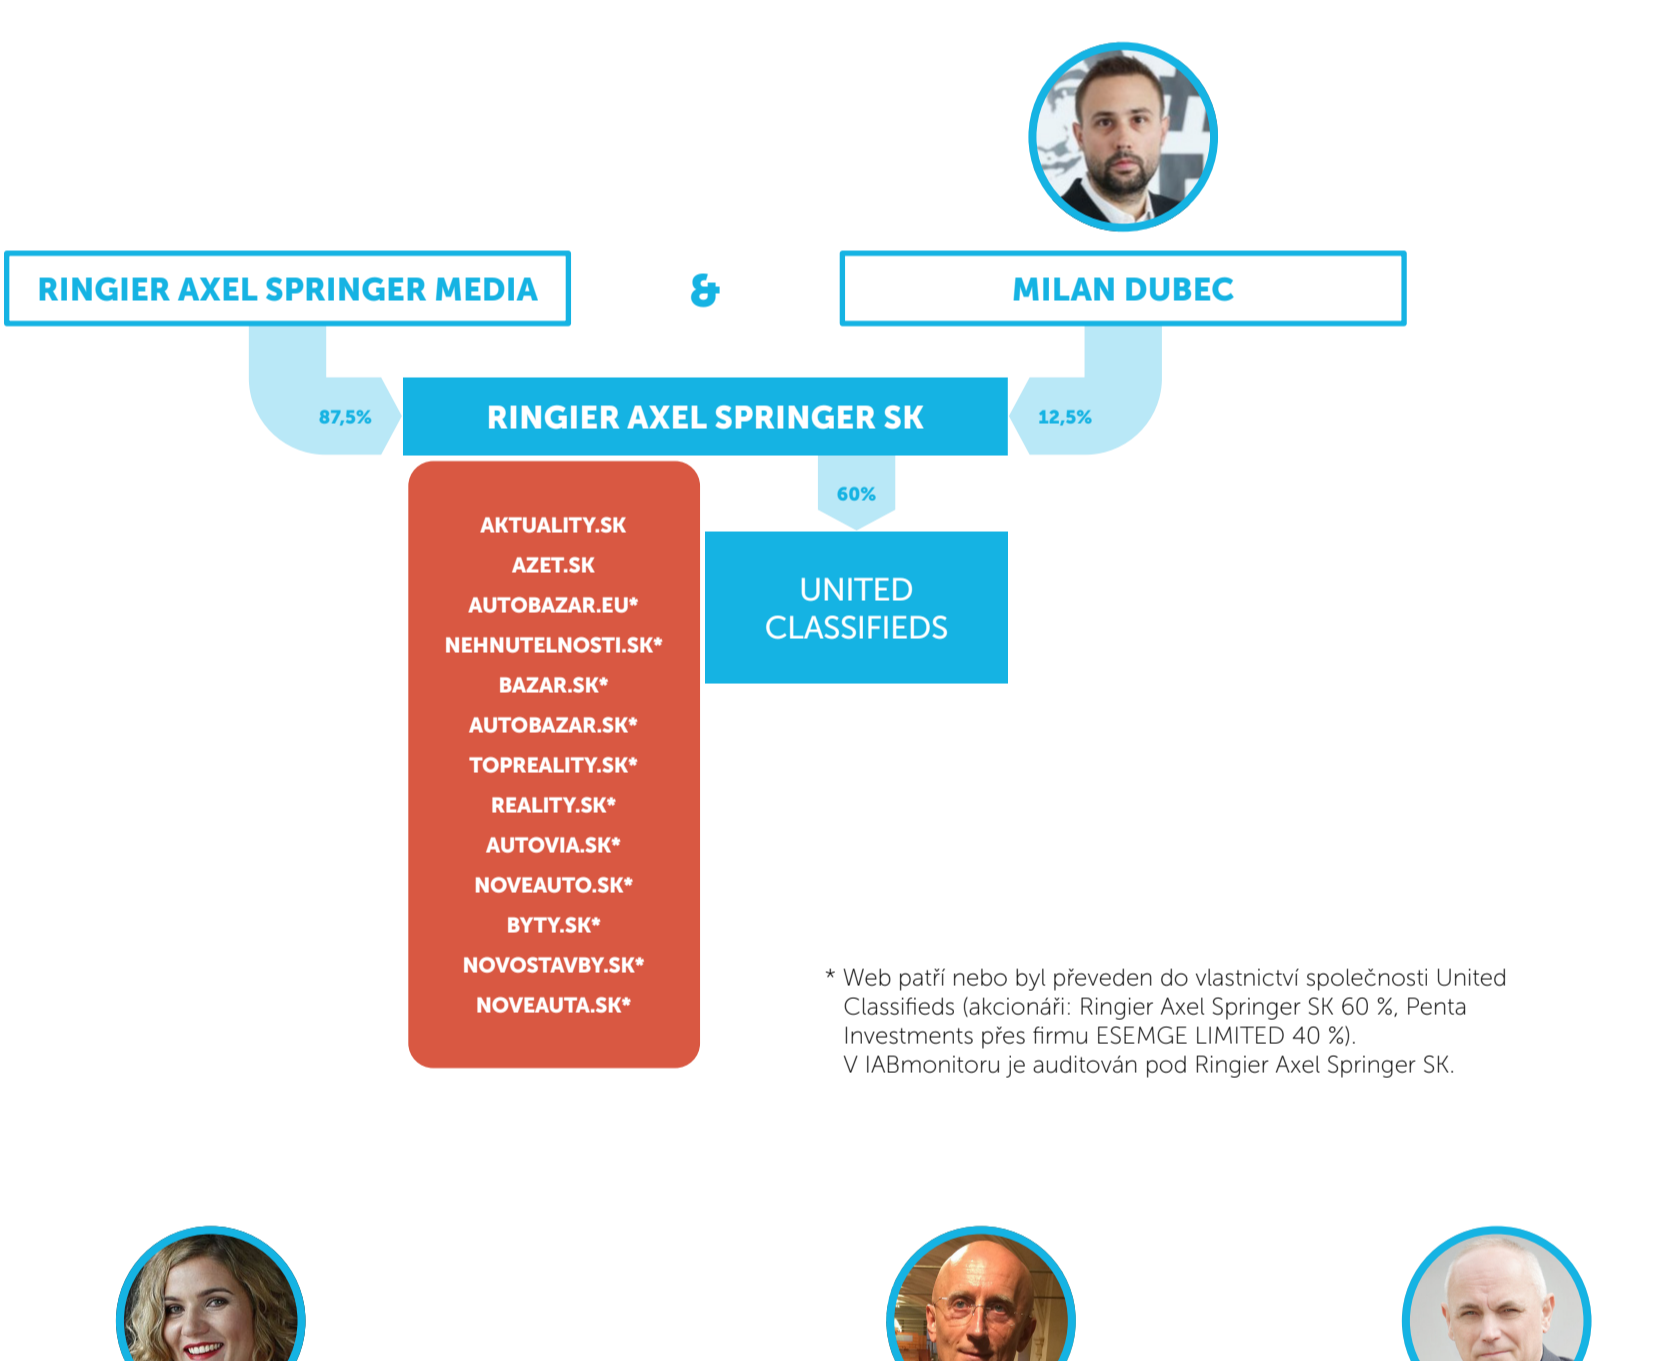 RINGIER AXEL SPRINGER MEDIA
&
MILAN DUBEC
87,5%
RINGIER AXEL SPRINGER SK
12,5%
60%
AKTUALITY.SK
AZET.SK
AUTOBAZAR.EU*
NEHNUTELNOSTI.SK*
BAZAR.SK*
AUTOBAZAR.SK*
TOPREALITY.SK*
REALITY.SK*
AUTOVIA.SK*
NOVEAUTO.SK*
BYTY.SK*
NOVOSTAVBY.SK*
NOVEAUTA.SK*
UNITED
CLASSIFIEDS
* Web patří nebo byl převeden do vlastnictví společnosti United
Classifieds (akcionáři: Ringier Axel Springer SK 60 %, Penta
Investments přes firmu ESEMGE LIMITED 40 %).
V IABmonitoru je auditován pod Ringier Axel Springer SK.